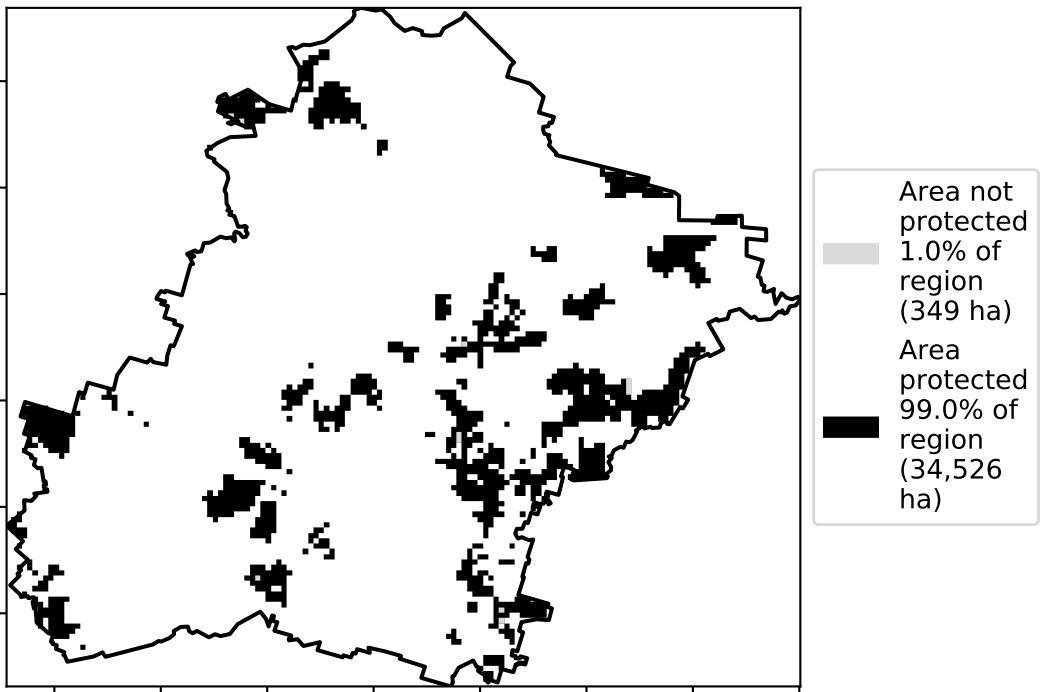 Area not
protected
1.0% of
region
(349 ha)
Area
protected
99.0% of
region
(34,526
ha)